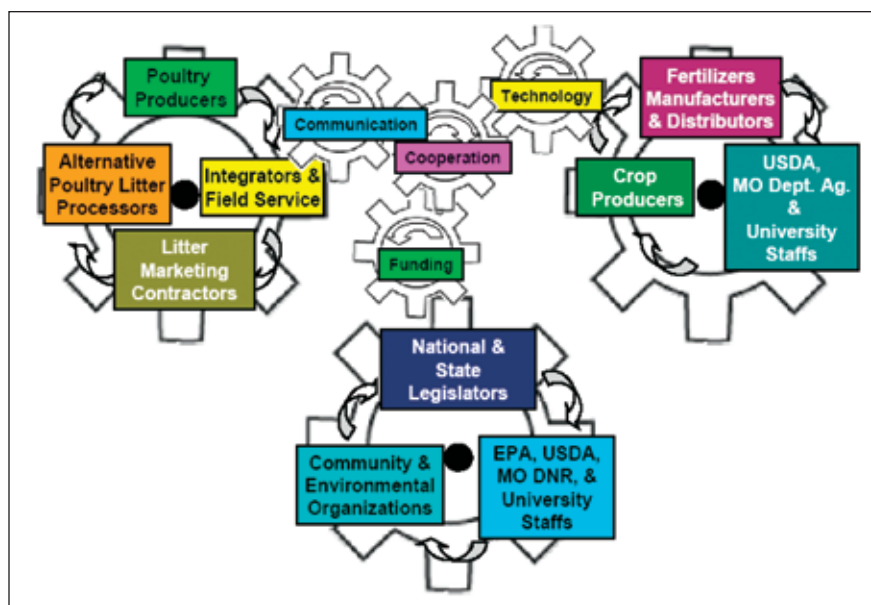 Poultry
Producers
Communication
Cooperation
Technology
Fertilizers
Manufacturers
& Distributors
Alternative
Poultry Litter
Processors
Integrators &
Field Service
Crop
Producers
USDA,
MO Dept. Ag.
&
University
Staffs
Litter
Marketing
Contractors
Funding
National &
State
Legislators
Community &
Environmental
Organizations
EPA, USDA,
MO DNR, &
University
Staffs